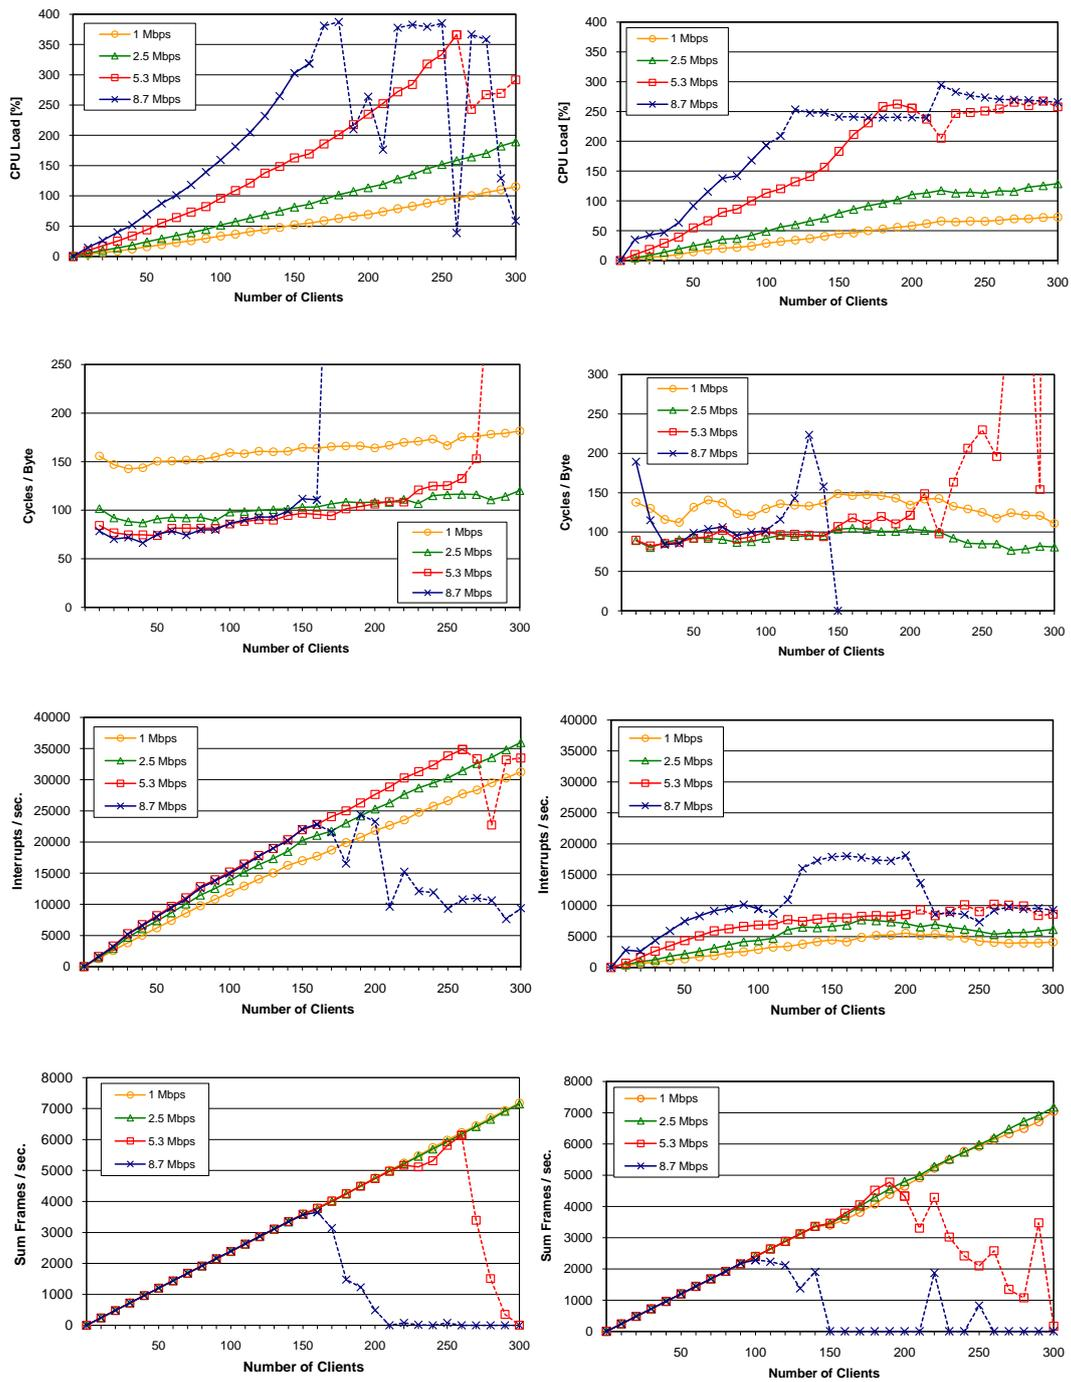 CPU Load [%]
400
350
300
250
200
150
100
50
0
1 Mbps
2.5 Mbps
5.3 Mbps
8.7 Mbps
50
100
150
200
250
300
Number of Clients
CPU Load [%]
400
350
300
250
200
150
100
50
0
1 Mbps
2.5 Mbps
5.3 Mbps
8.7 Mbps
50
100
150
200
250
300
Number of Clients
Cycles / Byte
250
200
150
100
50
0
1 Mbps
2.5 Mbps
5.3 Mbps
8.7 Mbps
50
100
150
200
250
300
Number of Clients
Cycles / Byte
300
250
200
150
100
50
0
1 Mbps
2.5 Mbps
5.3 Mbps
8.7 Mbps
50
100
150
200
250
300
Number of Clients
Interrupts / sec.
40000
35000
30000
25000
20000
15000
10000
5000
0
1 Mbps
2.5 Mbps
5.3 Mbps
8.7 Mbps
50
100
150
200
250
300
Number of Clients
Interrupts / sec.
40000
35000
30000
25000
20000
15000
10000
5000
0
1 Mbps
2.5 Mbps
5.3 Mbps
8.7 Mbps
50
100
150
200
250
300
Number of Clients
Sum Frames / sec.
8000
7000
6000
5000
4000
3000
2000
1000
0
1 Mbps
2.5 Mbps
5.3 Mbps
8.7 Mbps
50
100
150
200
250
300
Number of Clients
Sum Frames / sec.
8000
7000
6000
5000
4000
3000
2000
1000
0
1 Mbps
2.5 Mbps
5.3 Mbps
8.7 Mbps
50
100
150
200
250
300
Number of Clients